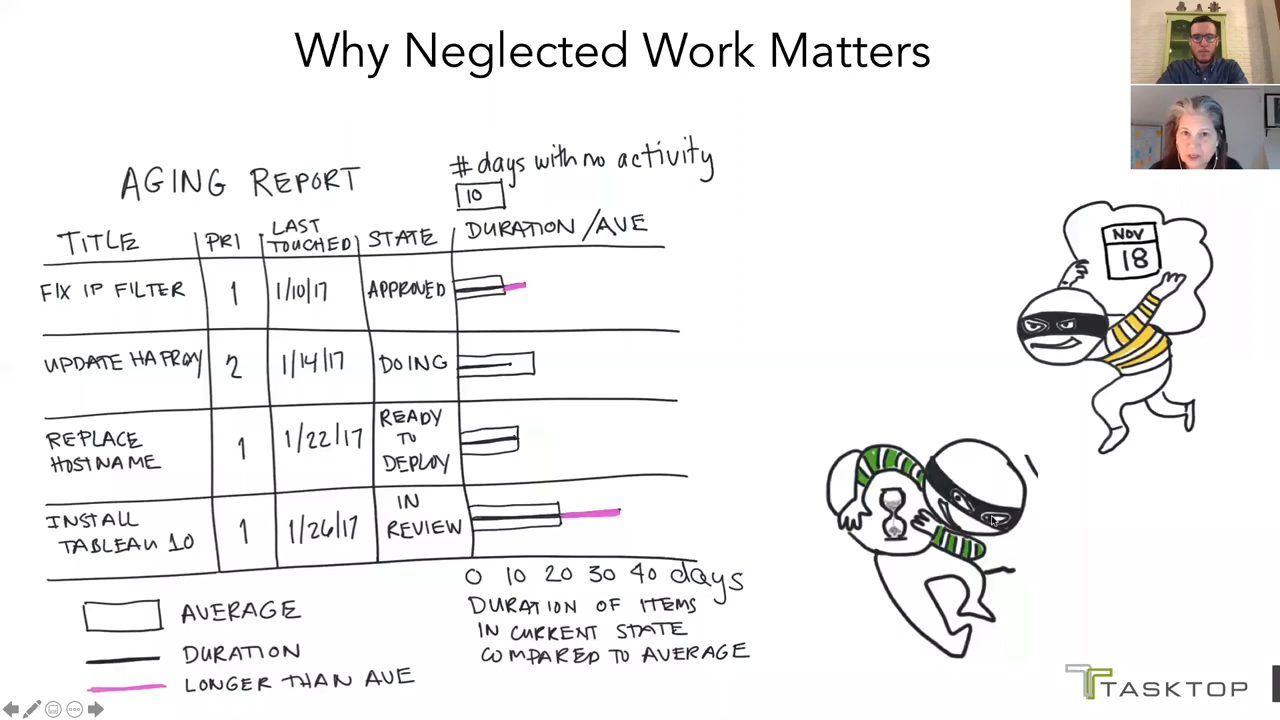 Why Neglected Work Matters
AGING REPORT
# days with no activity
10
TITLE
PRI
LAST TOUCHED
STATE
DURATION/AVE
FIX IP FILTER
1
1/10/17
APPROVED
UPDATE HAPROXY
2
1/14/17
DOING
REPLACE
HOSTNAME
1
1/22/17
READY
TO
DEPLOY
INSTALL
TABLEAU 10
1
1/26/17
IN
REVIEW
0 10 20 30 40 days
DURATION OF ITEMS
IN CURRENT STATE
COMPARED TO AVERAGE
AVERAGE
DURATION
LONGER THAN AVE
NOV
18
TASKTOP